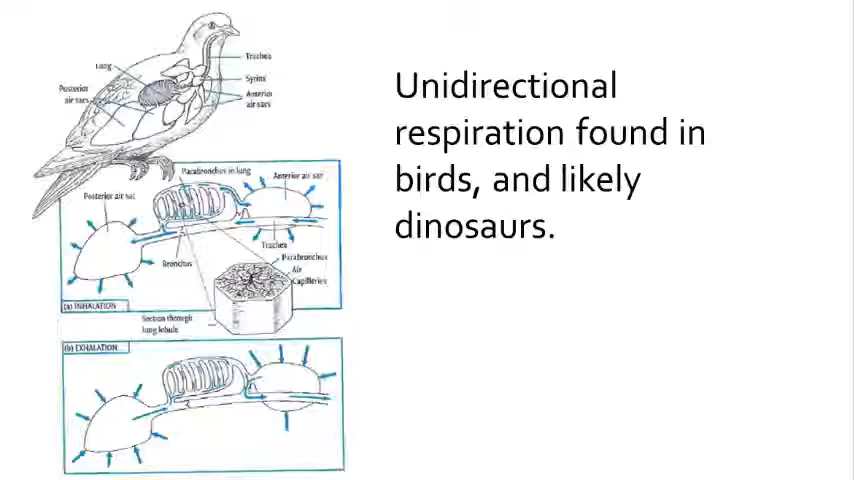 Unidirectional
respiration found in
birds, and likely
dinosaurs.
Lung
Trachea
Syrinx
Posterior
air sacs
Anterior
air sacs
Parabronchus in lung
Anterior air sac
Posterior air sac
Trachea
Bronchus
Parabronchus
Air
Capilleries
(a) INHALATION
Section through
lung lobule
(b) EXHALATION